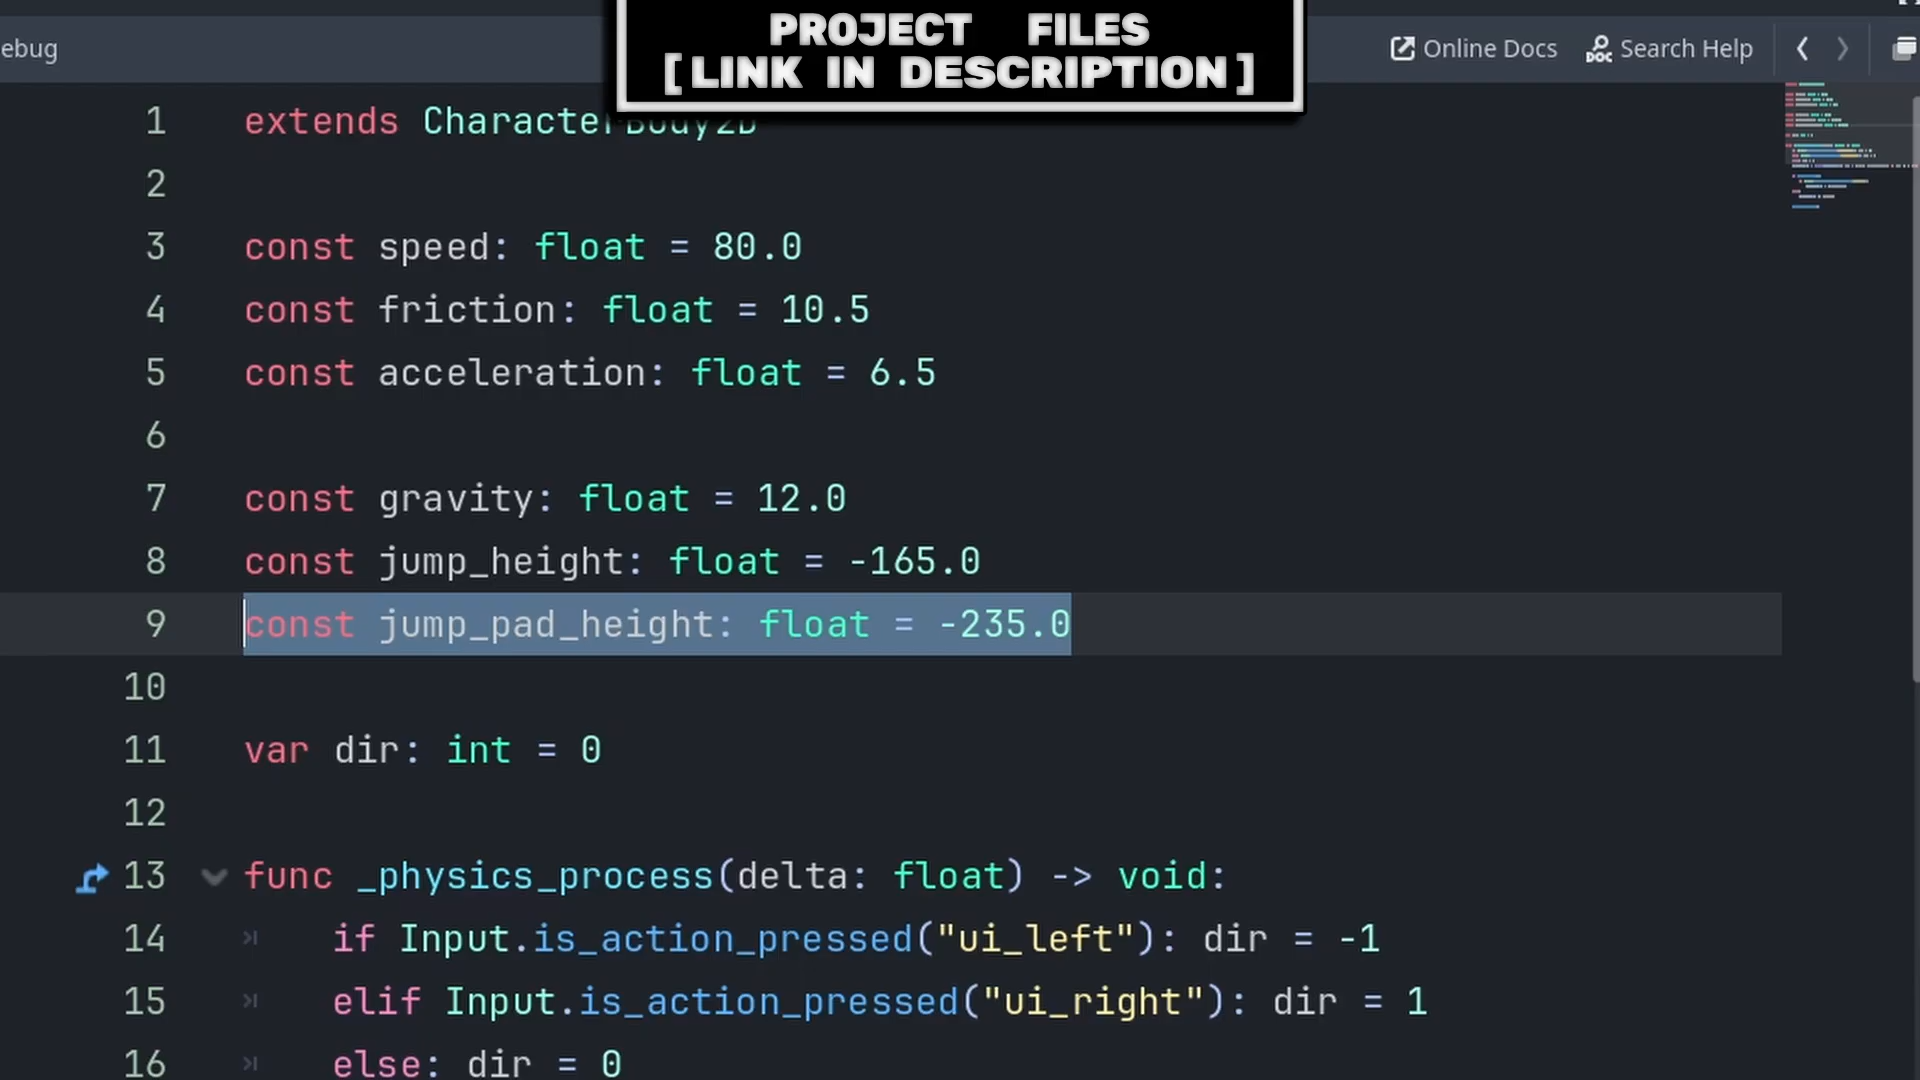 PROJECT FILES
[LINK IN DESCRIPTION]
ebug
Online Docs
Search Help
1 extends CharacterBody2D
2
3 const speed: float = 80.0
4 const friction: float = 10.5
5 const acceleration: float = 6.5
6
7 const gravity: float = 12.0
8 const jump_height: float = -165.0
9 const jump_pad_height: float = -235.0
10
11 var dir: int = 0
12
13 func _physics_process(delta: float) -> void:
14 if Input.is_action_pressed("ui_left"): dir = -1
15 elif Input.is_action_pressed("ui_right"): dir = 1
16 else: dir = 0